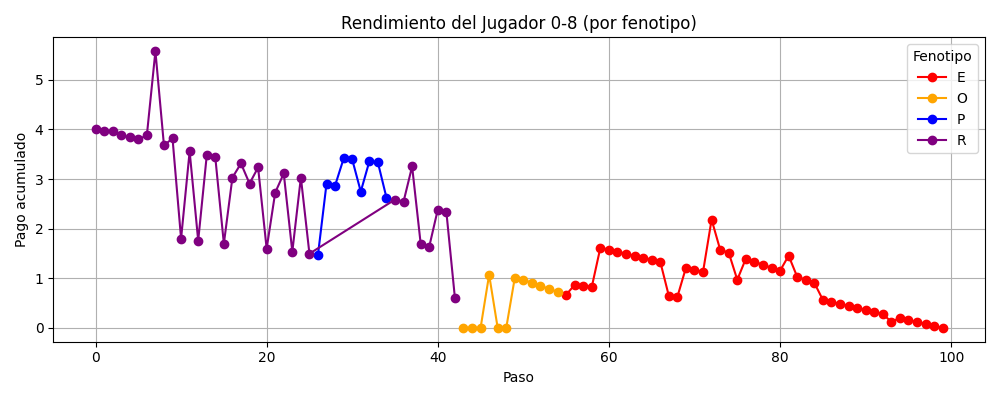 Rendimiento del Jugador 0-8 (por fenotipo)
Pago acumulado
5
4
3
2
1
0
Fenotipo
E
O
P
R
0 20 40 60 80 100
Paso